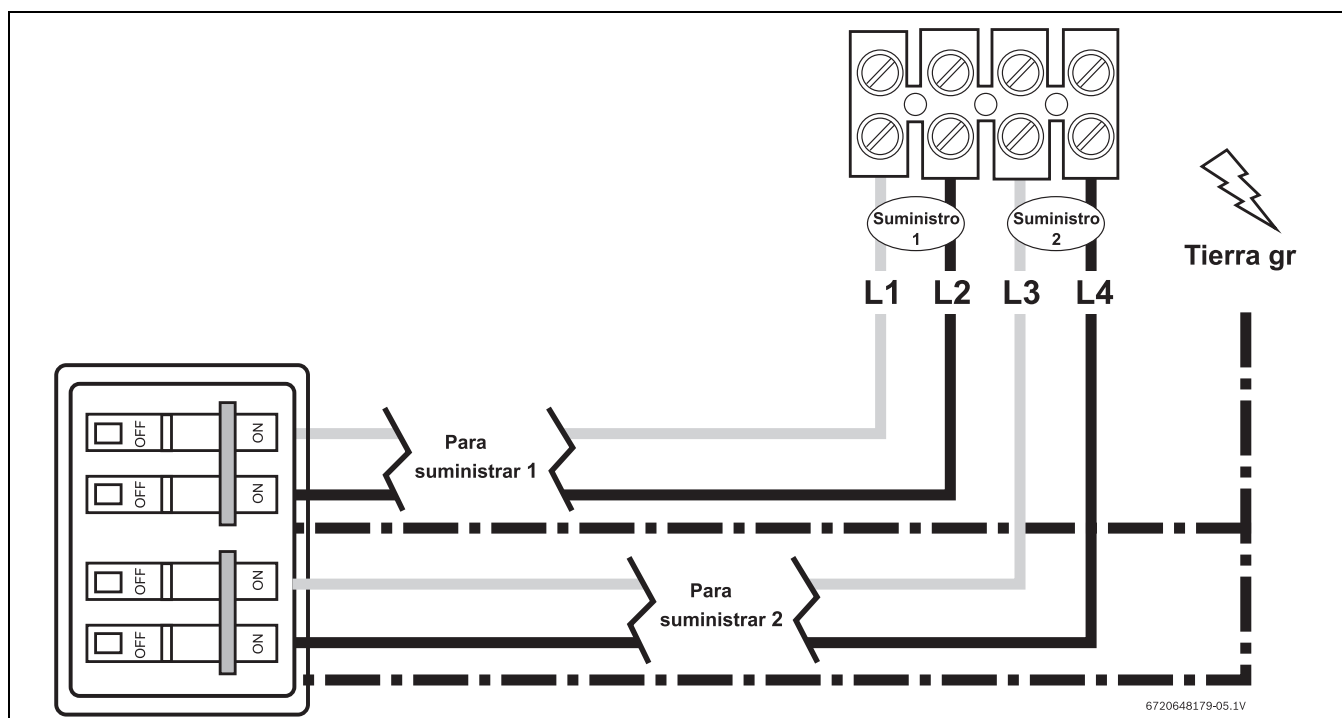 Suministro
1
Suministro
2
Tierra gr
L1 L2 L3 L4
OFF ON
Para
suministrar 1
OFF ON
OFF ON
Para
suministrar 2
OFF ON
6720648179-05.1V